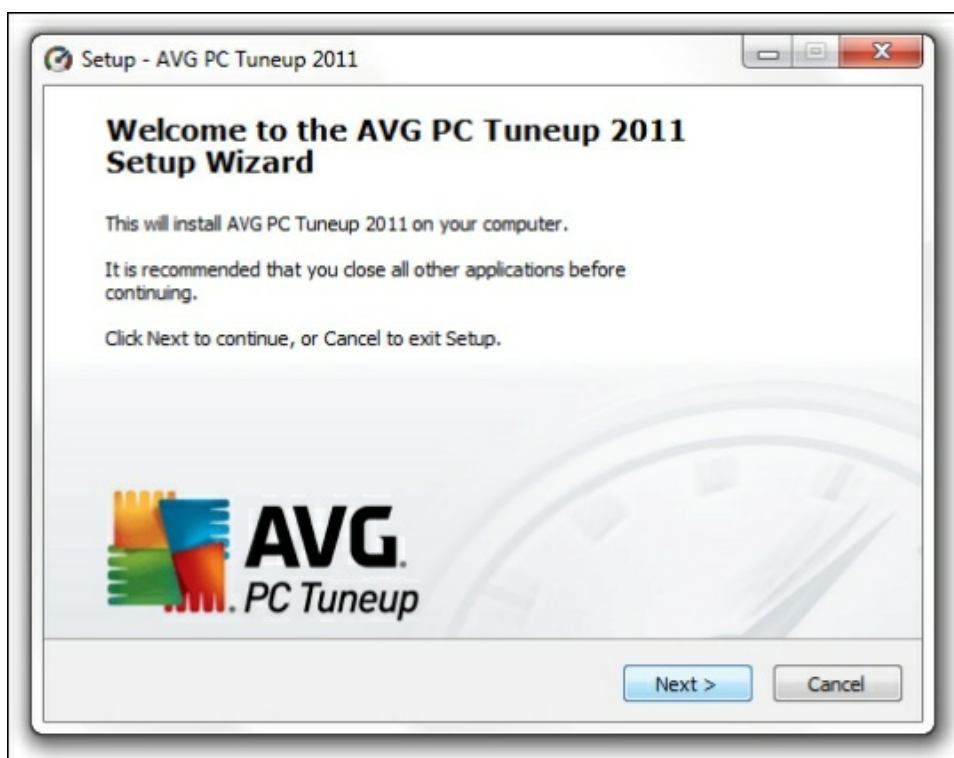 Setup - AVG PC Tuneup 2011
Welcome to the AVG PC Tuneup 2011
Setup Wizard
This will install AVG PC Tuneup 2011 on your computer.
It is recommended that you close all other applications before
continuing.
Click Next to continue, or Cancel to exit Setup.
AVG.
PC Tuneup
Next >
Cancel